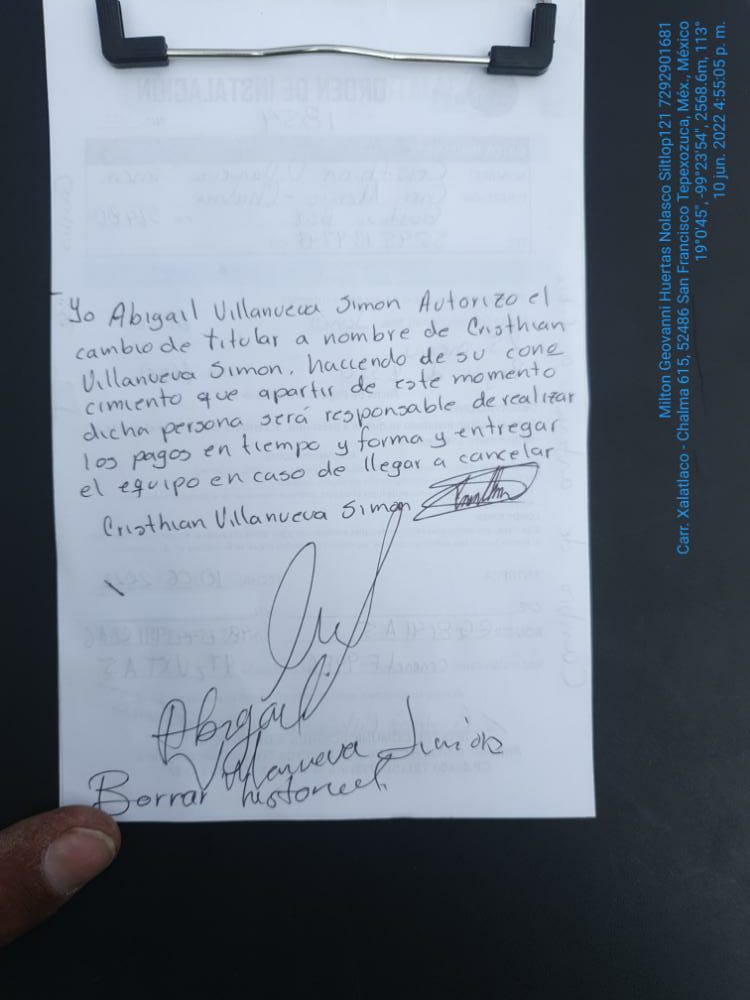 Yo Abigail Villanueva Simon Autorizo el
cambio de titular a nombre de Cristhian
Villanueva Simon, haciendo de su cono
cimiento que apartir de este momento
dicha persona será responsable de realizar
los pagos en tiempo y forma y entregar
el equipo en caso de llegar a cancelar
Cristhian Villanueva Simon
Abigail
Villanueva Simón
Borrar
Milton Geovanni Huertas Nolasco Sitlop121 7292901681
Carr. Xalatlaco - Chalma 615, 52486 San Francisco Tepexozuca, Méx., México
19°0'45", -99°23'54", 2568.6m, 113°
10 jun. 2022 4:55:05 p. m.